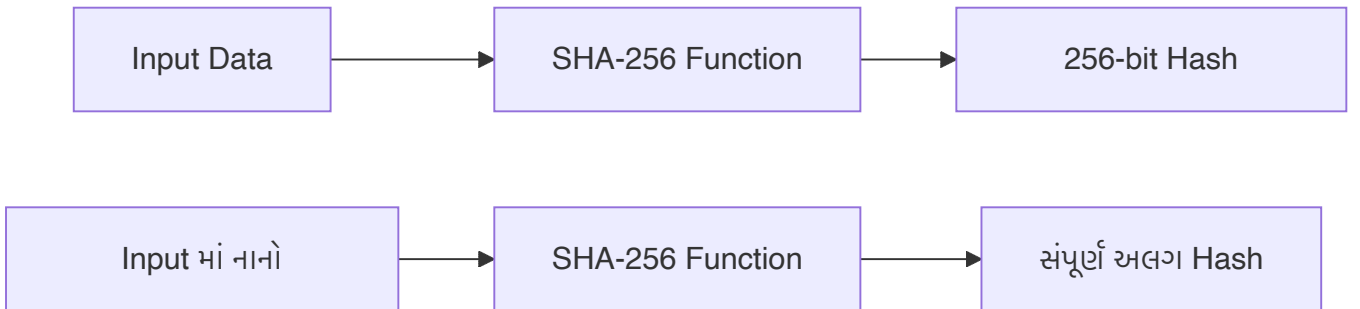 Input Data
SHA-256 Function
256-bit Hash
Input માં નાનો
SHA-256 Function
સંપૂર્ણ અલગ Hash